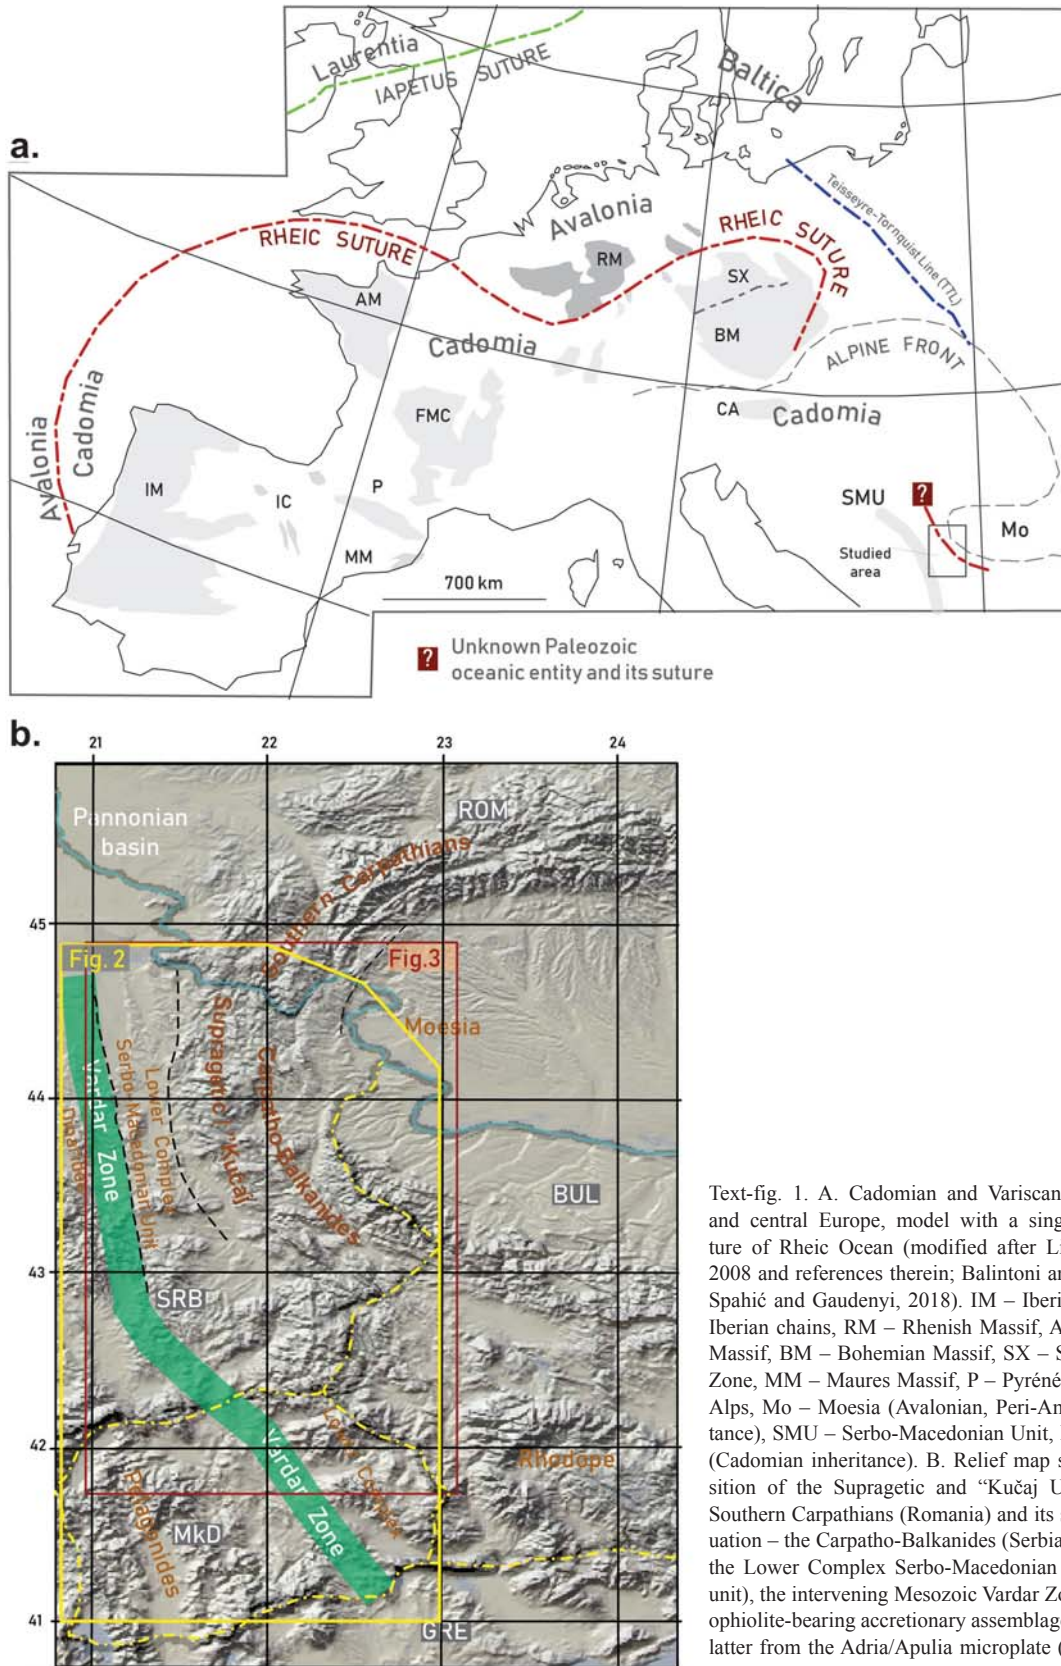 a.
Laurentia
IAPETUS SUTURE
Baltica
Teisseyre-Tornquist Line (TTL)
Avalonia
RHEIC SUTURE
RHEIC SUTURE
RM
SX
AM
BM
Cadomia
ALPINE FRONT
Avalonia
Cadomia
FMC
CA
Cadomia
IM
IC
P
SMU
?
Mo
MM
Studied
area
700 km
? Unknown Paleozoic
oceanic entity and its suture
b.
21 22 23 24
Pannonian
basin
ROM
Southern Carpathians
45
Fig. 2
Fig.3
Moesia
Supragetic / "Kučaj"
Carpatho-Balkanides
Lower Complex
Serbo-Macedonian Unit
Vardar Zone
Dinarides
44
BUL
43
SRB
42
Lower Complex
Vardar Zone
Rhodope
Pelagonides
MkD
41
GRE
Text-fig. 1. A. Cadomian and Variscan
and central Europe, model with a sing
ture of Rheic Ocean (modified after Li
2008 and references therein; Balintoni ar
Spahić and Gaudenyi, 2018). IM – Iberi
Iberian chains, RM – Rhenish Massif, A
Massif, BM – Bohemian Massif, SX – S
Zone, MM – Maures Massif, P – Pyréné
Alps, Mo – Moesia (Avalonian, Peri-An
tance), SMU – Serbo-Macedonian Unit,
(Cadomian inheritance). B. Relief map s
sition of the Supragetic and “Kučaj U
Southern Carpathians (Romania) and its
uation – the Carpatho-Balkanides (Serbia
the Lower Complex Serbo-Macedonian
unit), the intervening Mesozoic Vardar Zo
ophiolite-bearing accretionary assemblage
latter from the Adria/Apulia microplate (